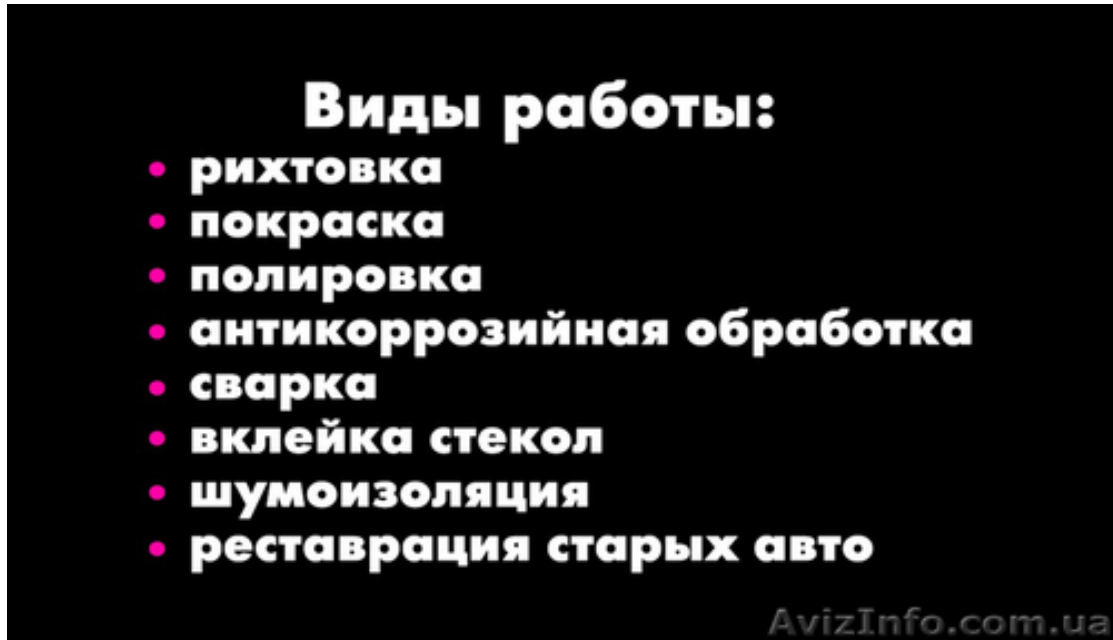 Виды работы:
• рихтовка
• покраска
• полировка
• антикоррозийная обработка
• сварка
• вклейка стекол
• шумоизоляция
• реставрация старых авто
AvizInfo.com.ua